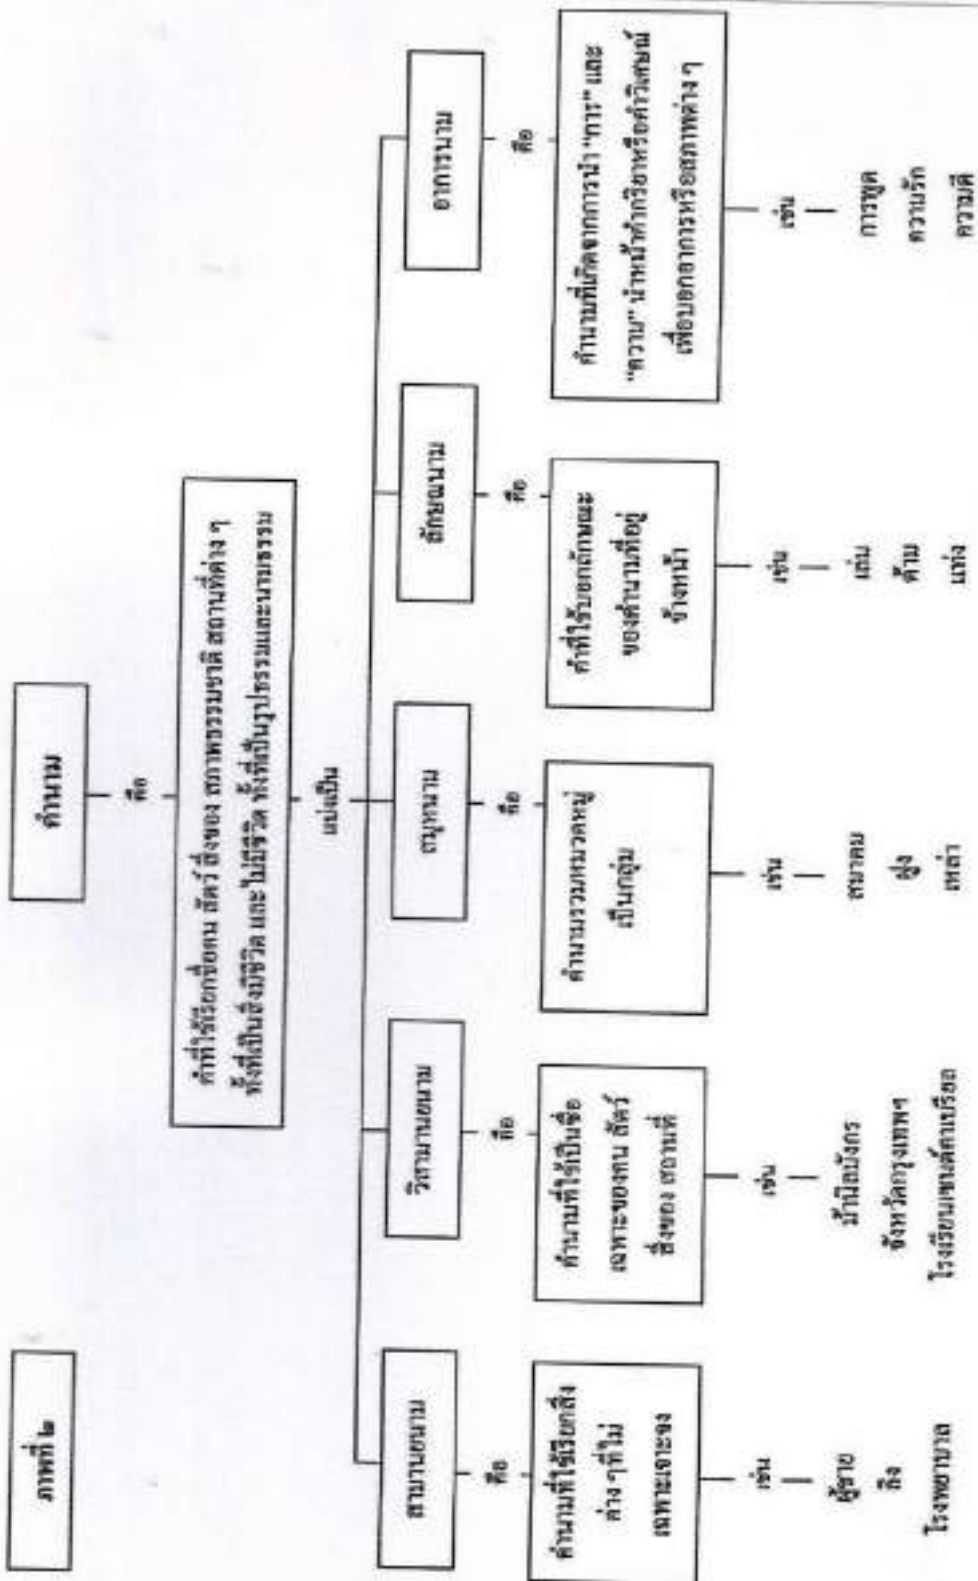 ภาพที่ ๒
คำนาม
คือ
คำที่ใช้เรียกชื่อคน สัตว์ สิ่งของ สภาพธรรมชาติ สถานที่ต่าง ๆ
ทั้งที่เป็นสิ่งมีชีวิต และไม่มีชีวิต ทั้งที่เป็นรูปธรรมและนามธรรม
แบ่งเป็น
สามานยนาม
คือ
คำนามที่ใช้เรียกสิ่ง
ต่าง ๆที่ไม่
เฉพาะเจาะจง
เช่น
ผู้ชาย
ลิง
โรงพยาบาล
วิสามานยนาม
คือ
คำนามที่ใช้เป็นชื่อ
เฉพาะของคน สัตว์
สิ่งของ สถานที่
เช่น
ม้านิลมังกร
จังหวัดกรุงเทพฯ
โรงเรียนเซนต์คาเบรียล
สมุหนาม
คือ
คำนามรวมหมวดหมู่
เป็นกลุ่ม
เช่น
สมาคม
ฝูง
เหล่า
ลักษณนาม
คือ
คำที่ใช้บอกลักษณะ
ของคำนามที่อยู่
ข้างหน้า
เช่น
เล่ม
ด้าม
แท่ง
อาการนาม
คือ
คำนามที่เกิดจากการนำ "การ" และ
"ความ" นำหน้าคำกริยาหรือคำวิเศษณ์
เพื่อบอกอาการหรือสภาพต่าง ๆ
เช่น
การพูด
ความรัก
ความดี